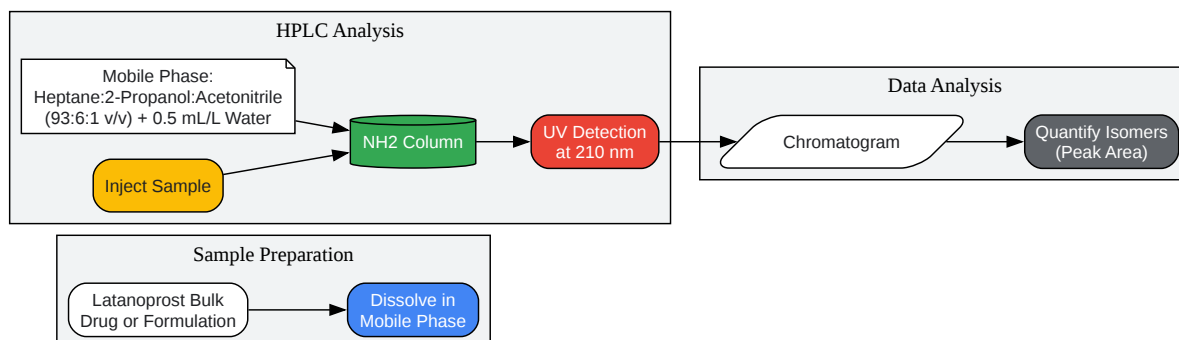 HPLC Analysis
Mobile Phase:
Heptane:2-Propanol:Acetonitrile
(93:6:1 v/v) + 0.5 mL/L Water
Inject Sample
NH2 Column
UV Detection
at 210 nm
Data Analysis
Chromatogram
Quantify Isomers
(Peak Area)
Sample Preparation
Latanoprost Bulk
Drug or Formulation
Dissolve in
Mobile Phase